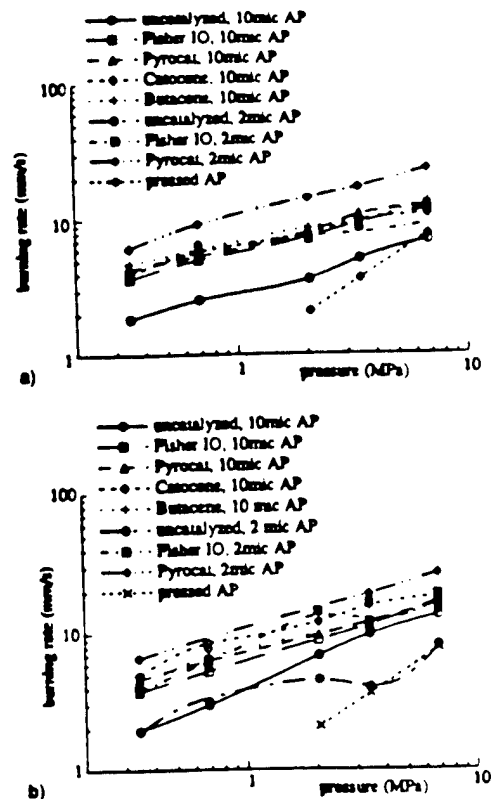 uncatalyzed, 10mic AP
Fisher IO, 10mic AP
Pyrocat, 10mic AP
Catocene, 10mic AP
Butacene, 10mic AP
uncatalyzed, 2mic AP
Fisher IO, 2mic AP
Pyrocat, 2mic AP
pressed AP
100
10
1
burning rate (mm/s)
1
10
pressure (MPa)
a)
uncatalyzed, 10mic AP
Fisher IO, 10mic AP
Pyrocat, 10mic AP
Catocene, 10mic AP
Butacene, 10 mic AP
uncatalyzed, 2 mic AP
Fisher IO, 2mic AP
Pyrocat, 2mic AP
pressed AP
100
10
1
burning rate (mm/s)
1
10
pressure (MPa)
b)